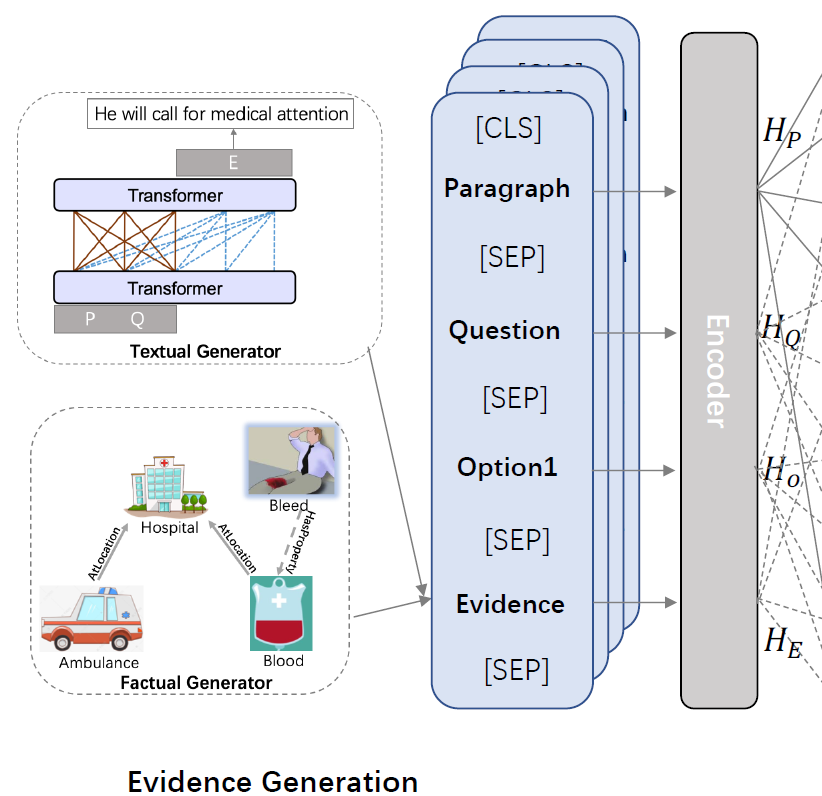 He will call for medical attention
E
Transformer
Transformer
P Q
Textual Generator
Hospital
Bleed
AtLocation
AtLocation
HasProperty
Ambulance
Blood
Factual Generator
[CLS]
Paragraph
[SEP]
Question
[SEP]
Option1
[SEP]
Evidence
[SEP]
Encoder
H_P
H_Q
H_O
H_E
Evidence Generation